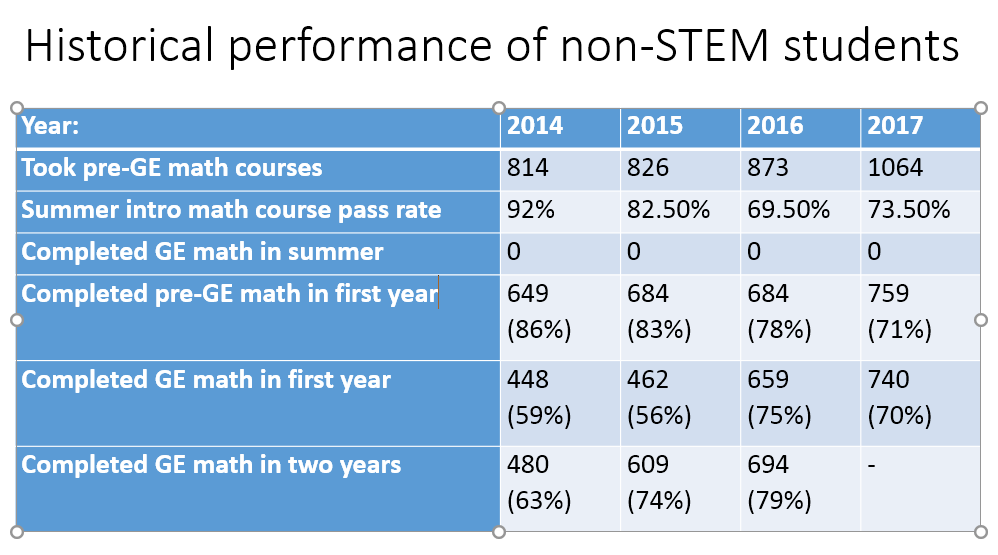 Historical performance of non-STEM students
Year: 2014 2015 2016 2017
Took pre-GE math courses 814 826 873 1064
Summer intro math course pass rate 92% 82.50% 69.50% 73.50%
Completed GE math in summer 0 0 0 0
Completed pre-GE math in first year 649 684 684 759
(86%) (83%) (78%) (71%)
Completed GE math in first year 448 462 659 740
(59%) (56%) (75%) (70%)
Completed GE math in two years 480 609 694 -
(63%) (74%) (79%)